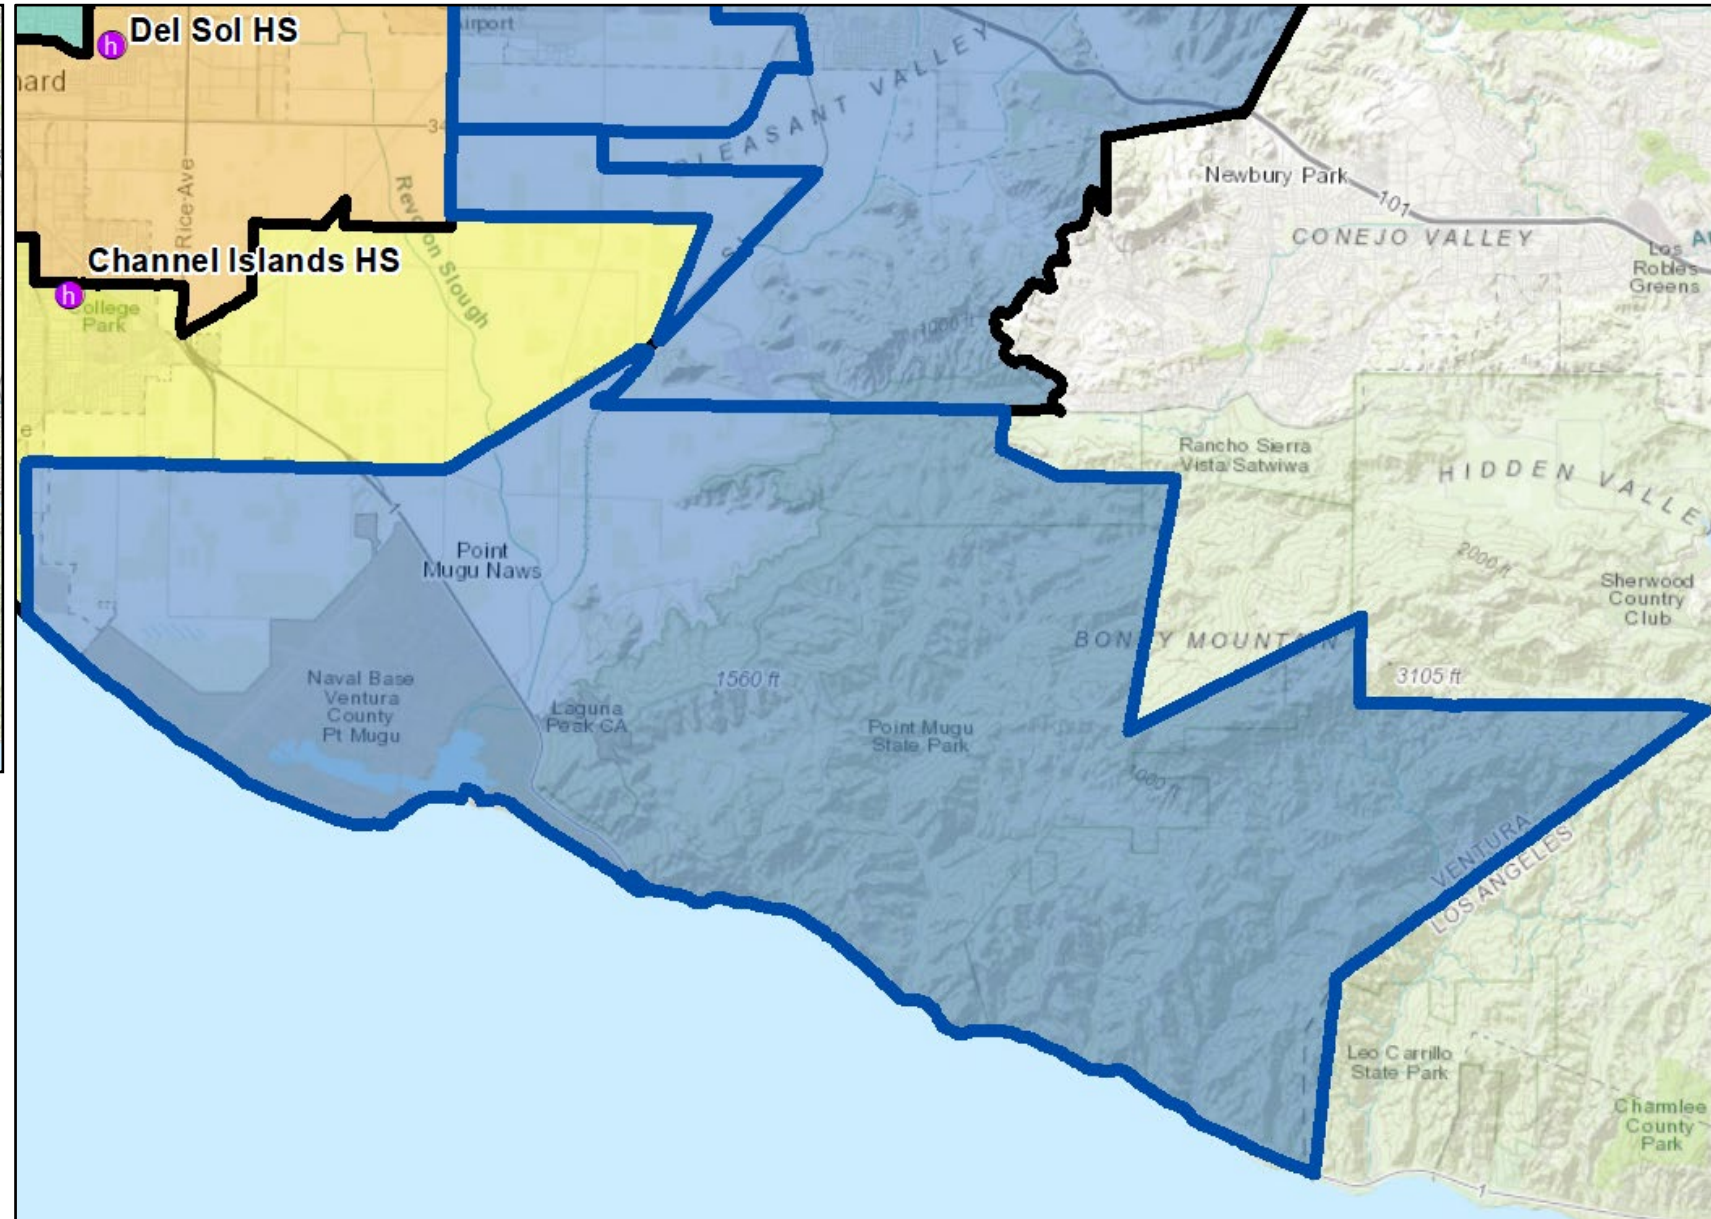 Airport
Del Sol HS
h
PLEASANT VALLEY
34
Rice Ave
Revolon Slough
Newbury Park
101
CONEJO VALLEY
Los
Robles
Greens
Channel Islands HS
h
College
Park
1000 ft
Rancho Sierra
Vista/Satwiwa
HIDDEN VALLEY
1
Point
Mugu Naws
2000 ft
Sherwood
Country
Club
BONEY MOUNTAIN
3105 ft
Naval Base
Ventura
County
Pt Mugu
1560 ft
Laguna
Peak CA
Point Mugu
State Park
1000 ft
VENTURA
LOS ANGELES
Leo Carrillo
State Park
Charmlee
County
Park
1